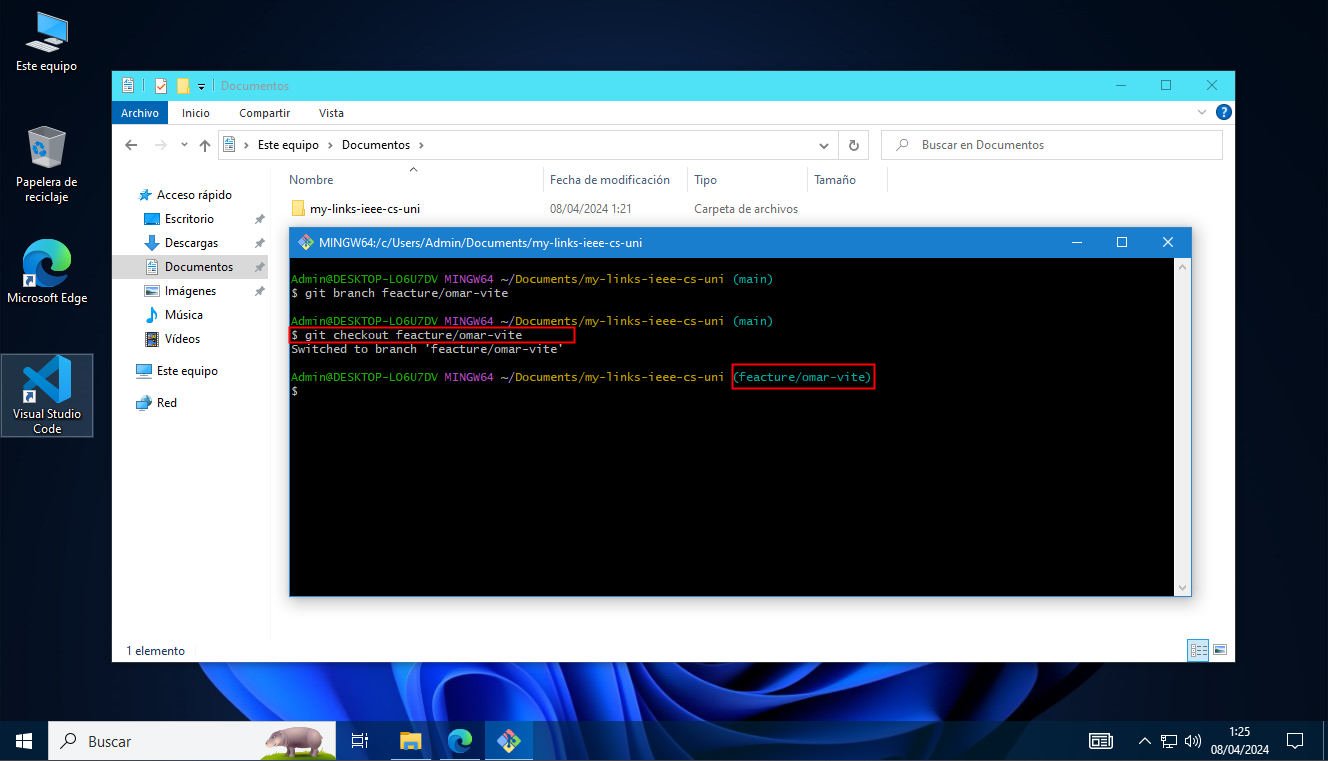 Este equipo
Papelera de
reciclaje
Microsoft Edge
Visual Studio
Code
Documentos
Archivo Inicio Compartir Vista
Este equipo Documentos
Buscar en Documentos
Nombre Fecha de modificación Tipo Tamaño
my-links-ieee-cs-uni 08/04/2024 1:21 Carpeta de archivos
Acceso rápido
Escritorio
Descargas
Documentos
Imágenes
Música
Vídeos
Este equipo
Red
MINGW64:/c/Users/Admin/Documents/my-links-ieee-cs-uni
Admin@DESKTOP-LO6U7DV MINGW64 ~/Documents/my-links-ieee-cs-uni (main)
$ git branch feacture/omar-vite
Admin@DESKTOP-LO6U7DV MINGW64 ~/Documents/my-links-ieee-cs-uni (main)
$ git checkout feacture/omar-vite
Switched to branch 'feacture/omar-vite'
Admin@DESKTOP-LO6U7DV MINGW64 ~/Documents/my-links-ieee-cs-uni (feacture/omar-vite)
$
1 elemento
Buscar
1:25
08/04/2024